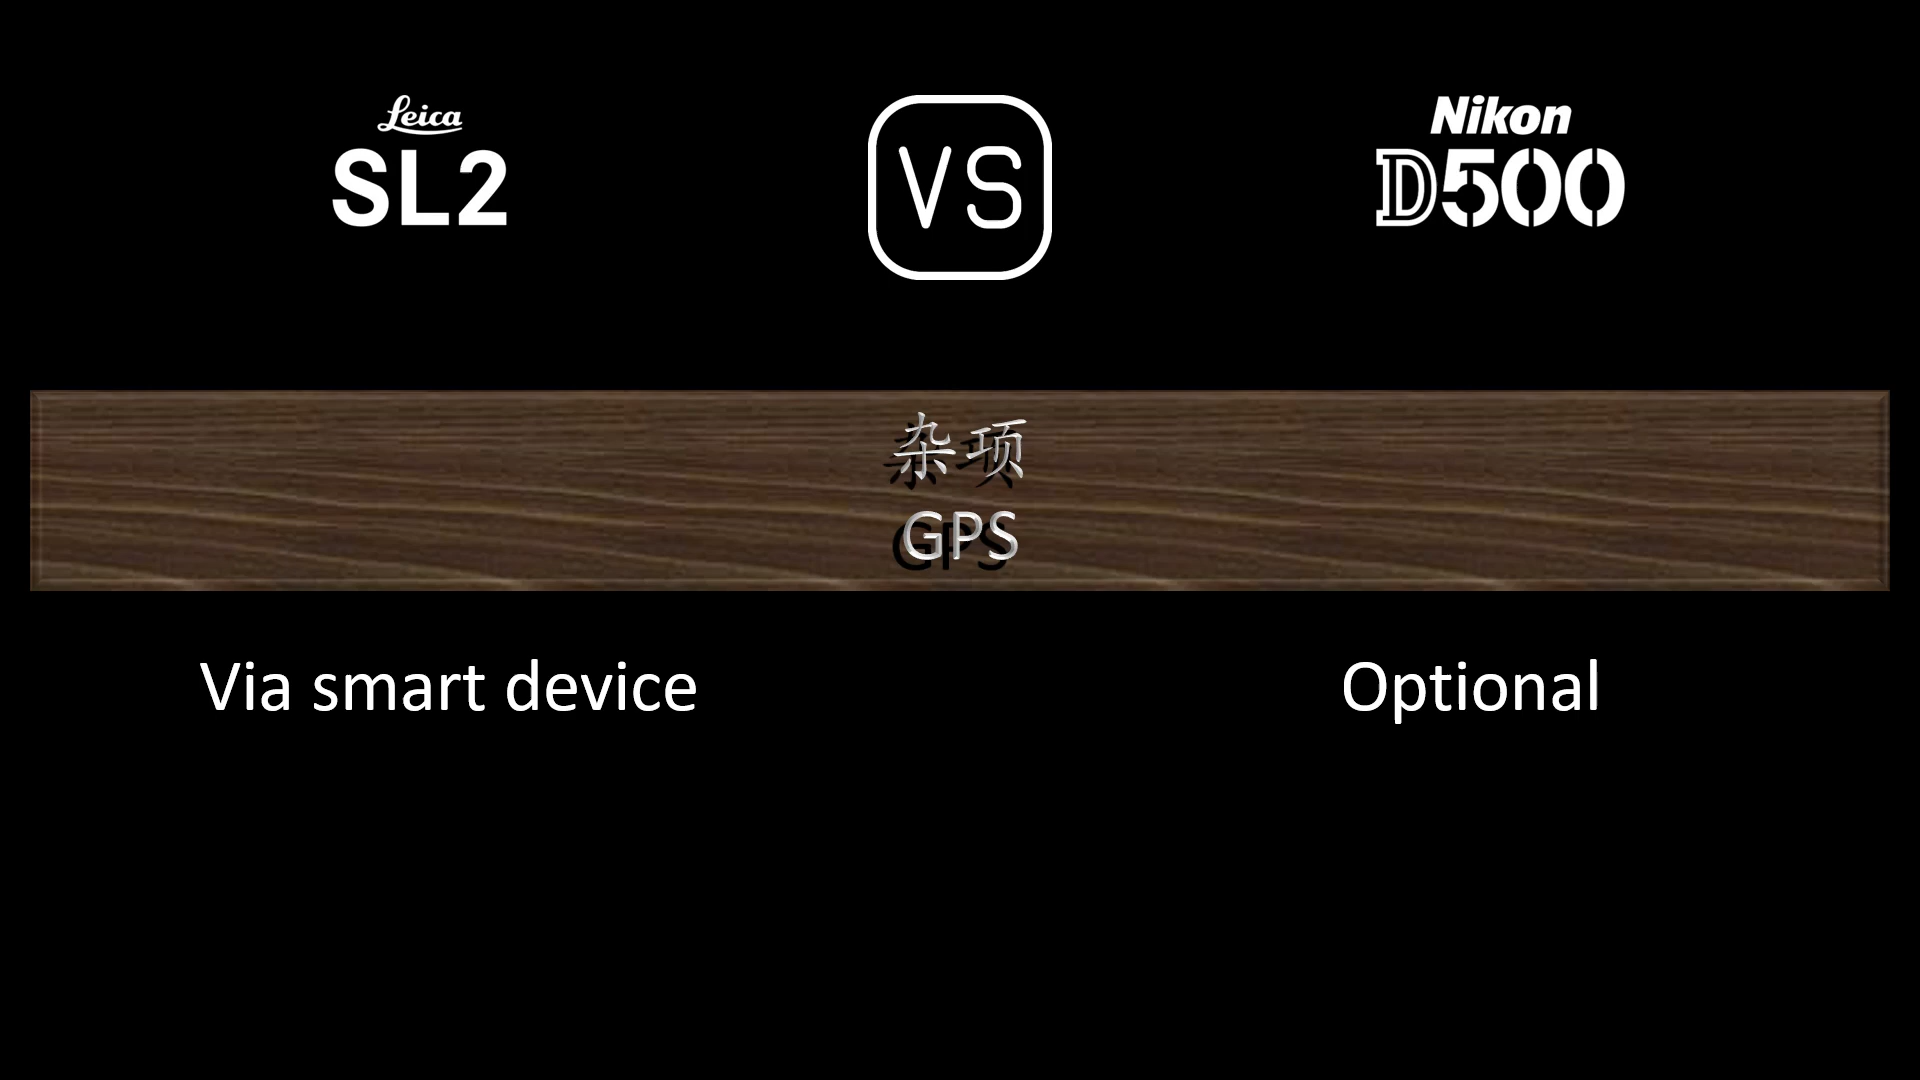 Leica
SL2
VS
Nikon
D500
杂项
GPS
Via smart device
Optional